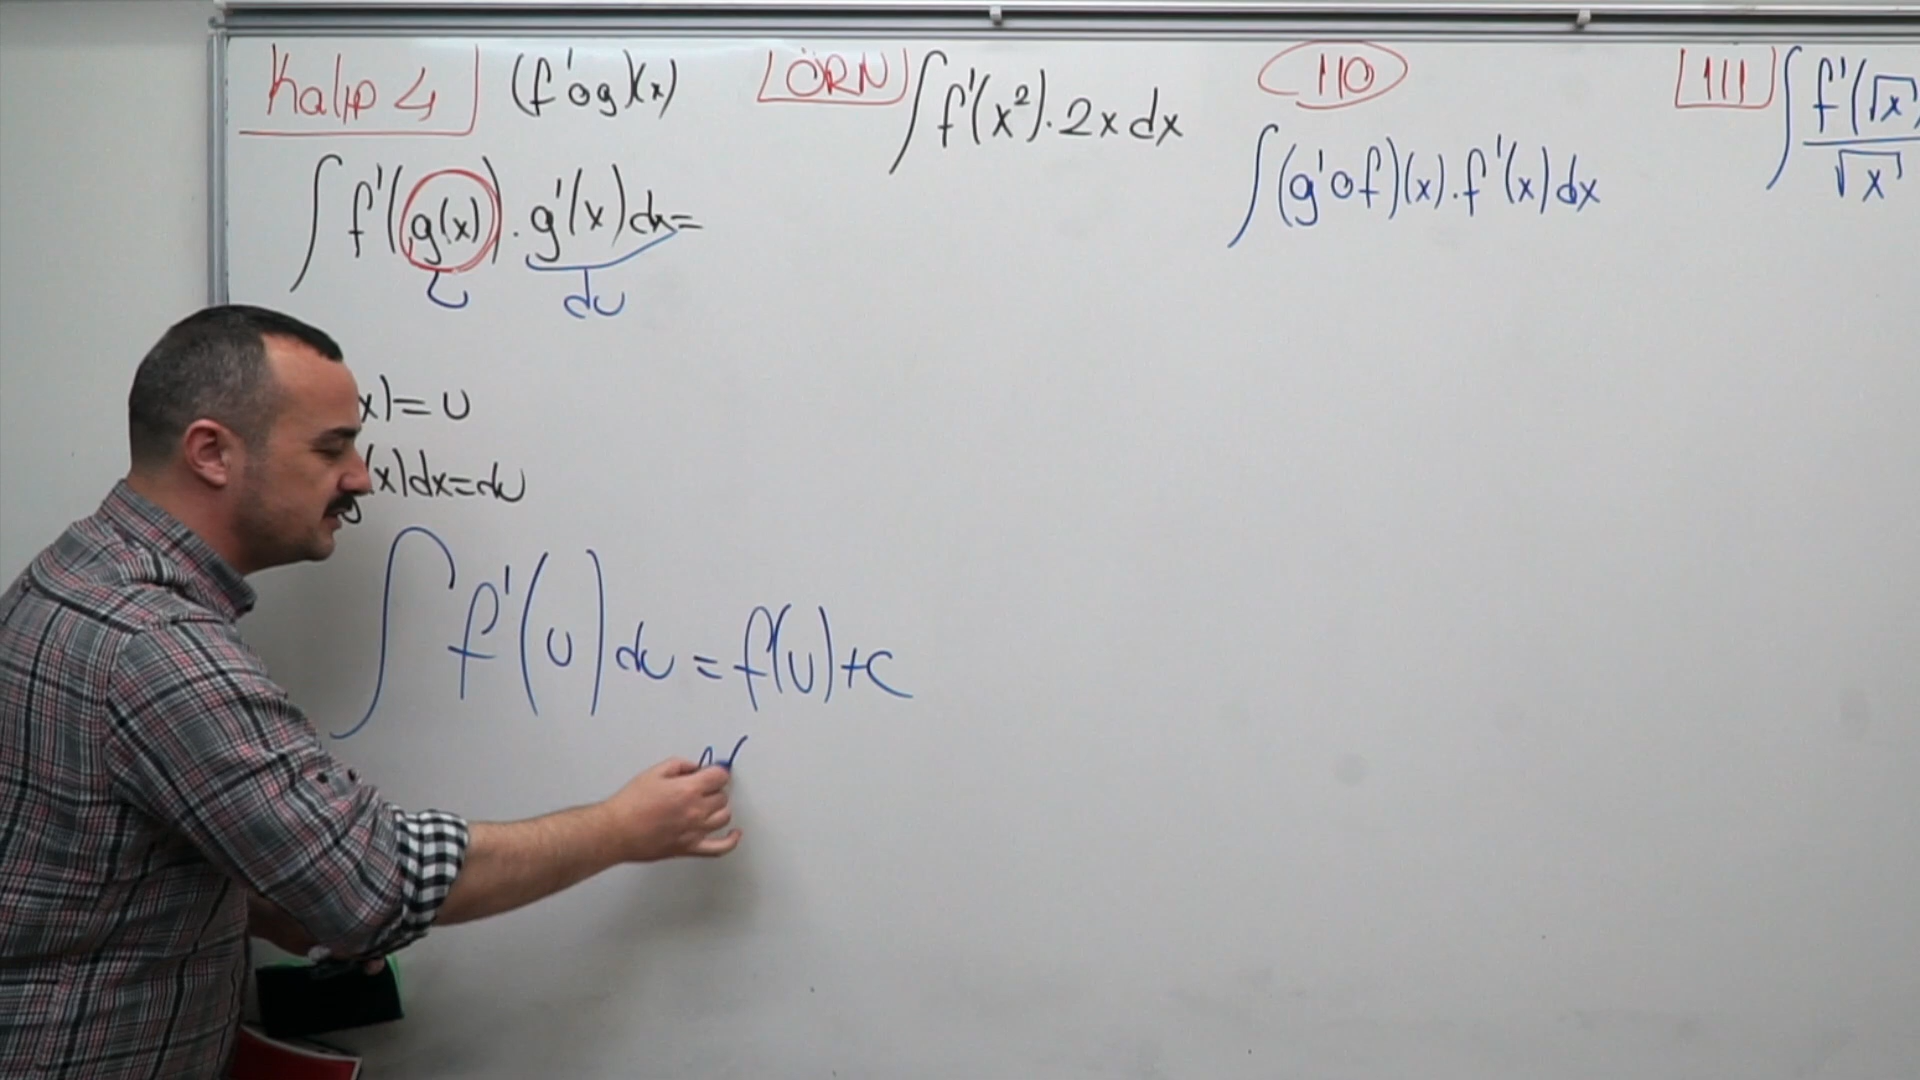 Kalıp 4 (f'og)(x)
∫ f'(g(x)) . g'(x) dx =
u du
x) = u
(x) dx = du
∫ f'(u) du = f(u) + c
ÖRN ∫ f'(x²) . 2x dx
110
∫ (g'of)(x) . f'(x) dx
111 ∫ f'(√x)
√x